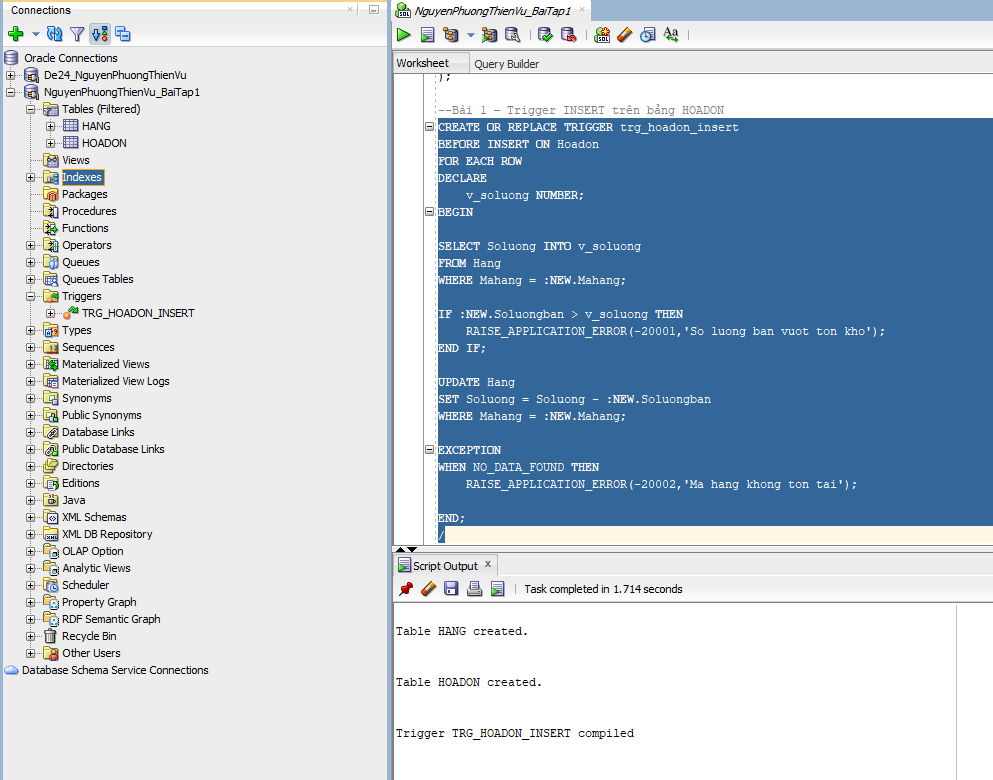 Connections
Oracle Connections
De24_NguyenPhuongThienVu
NguyenPhuongThienVu_BaiTap1
Tables (Filtered)
HANG
HOADON
Views
Indexes
Packages
Procedures
Functions
Operators
Queues
Queues Tables
Triggers
TRG_HOADON_INSERT
Types
Sequences
Materialized Views
Materialized View Logs
Synonyms
Public Synonyms
Database Links
Public Database Links
Directories
Editions
Java
XML Schemas
XML DB Repository
OLAP Option
Analytic Views
Scheduler
Property Graph
RDF Semantic Graph
Recycle Bin
Other Users
Database Schema Service Connections
NguyenPhuongThienVu_BaiTap1
Worksheet Query Builder
);
--Bài 1 - Trigger INSERT trên bảng HOADON
CREATE OR REPLACE TRIGGER trg_hoadon_insert
BEFORE INSERT ON Hoadon
FOR EACH ROW
DECLARE
v_soluong NUMBER;
BEGIN
SELECT Soluong INTO v_soluong
FROM Hang
WHERE Mahang = :NEW.Mahang;
IF :NEW.Soluongban > v_soluong THEN
RAISE_APPLICATION_ERROR(-20001,'So luong ban vuot ton kho');
END IF;
UPDATE Hang
SET Soluong = Soluong - :NEW.Soluongban
WHERE Mahang = :NEW.Mahang;
EXCEPTION
WHEN NO_DATA_FOUND THEN
RAISE_APPLICATION_ERROR(-20002,'Ma hang khong ton tai');
END;
/
Script Output
Task completed in 1.714 seconds
Table HANG created.
Table HOADON created.
Trigger TRG_HOADON_INSERT compiled